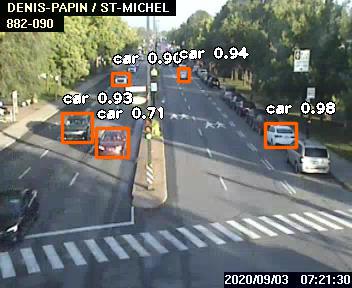 DENIS-PAPIN / ST-MICHEL
882-090
car 0.90
car 0.94
car 0.93
car 0.71
car 0.98
2020/09/03 07:21:30